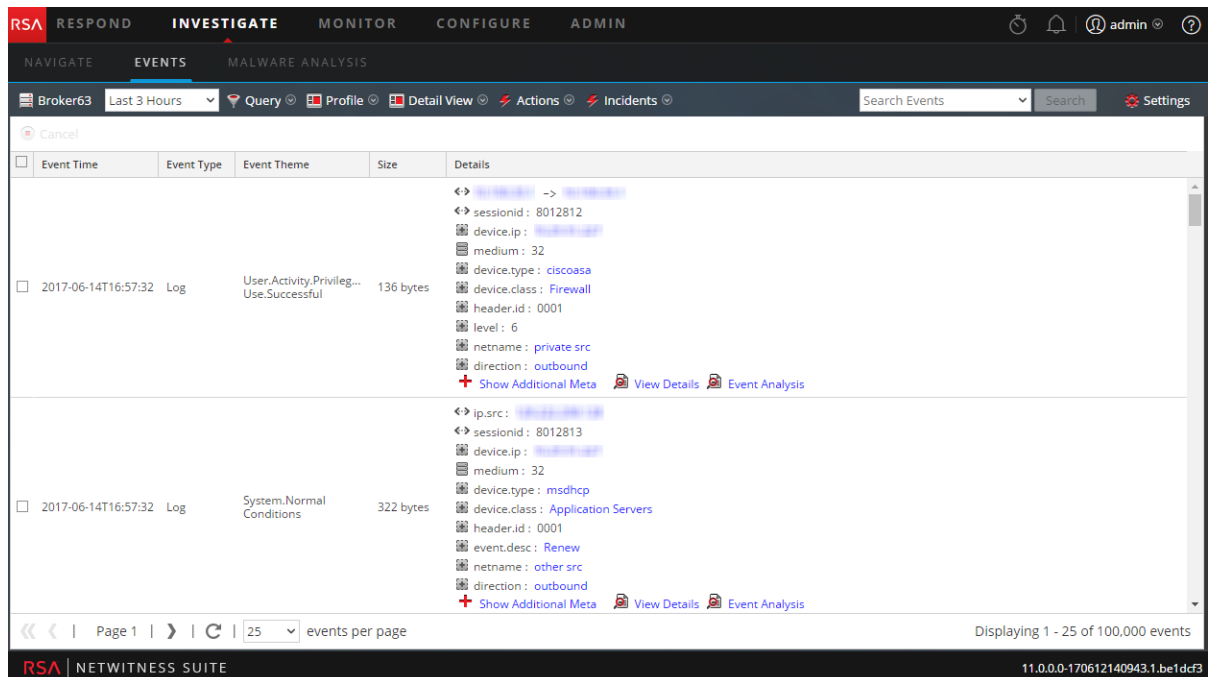 RSA RESPOND INVESTIGATE MONITOR CONFIGURE ADMIN admin ?
NAVIGATE EVENTS MALWARE ANALYSIS
Broker63 Last 3 Hours Query Profile Detail View Actions Incidents Search Events Search Settings
Cancel
Event Time Event Type Event Theme Size Details
->
sessionid : 8012812
device.ip :
medium : 32
device.type : ciscoasa
device.class : Firewall
header.id : 0001
level : 6
netname : private src
direction : outbound
2017-06-14T16:57:32 Log User.Activity.Privileg... 136 bytes
Use.Successful
Show Additional Meta View Details Event Analysis
ip.src :
sessionid : 8012813
device.ip :
medium : 32
device.type : msdhcp
device.class : Application Servers
header.id : 0001
event.desc : Renew
netname : other src
direction : outbound
2017-06-14T16:57:32 Log System.Normal 322 bytes
Conditions
Show Additional Meta View Details Event Analysis
Page 1 | 25 events per page Displaying 1 - 25 of 100,000 events
RSA | NETWITNESS SUITE 11.0.0.0-170612140943.1.be1dcf3